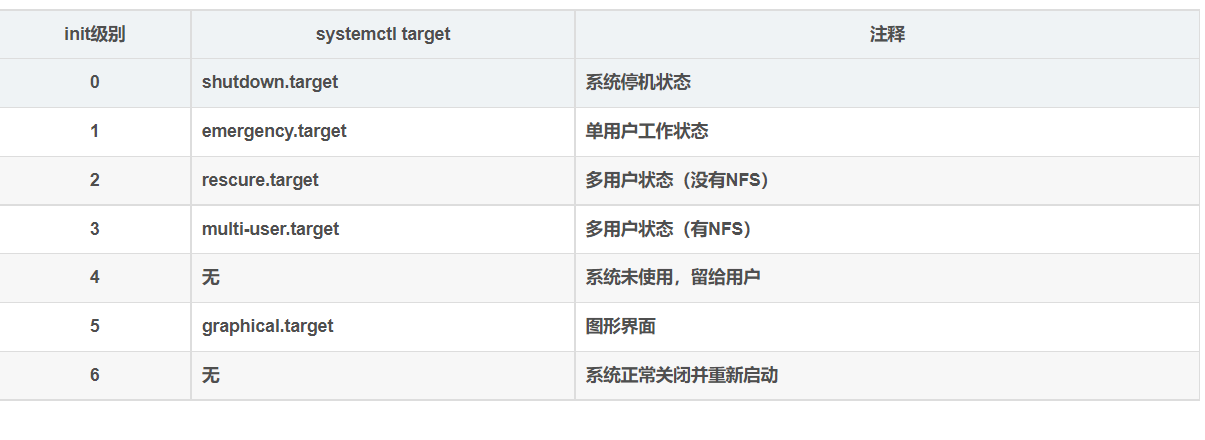 init级别 systemctl target 注释
0 shutdown.target 系统停机状态
1 emergency.target 单用户工作状态
2 rescure.target 多用户状态（没有NFS）
3 multi-user.target 多用户状态（有NFS）
4 无 系统未使用，留给用户
5 graphical.target 图形界面
6 无 系统正常关闭并重新启动